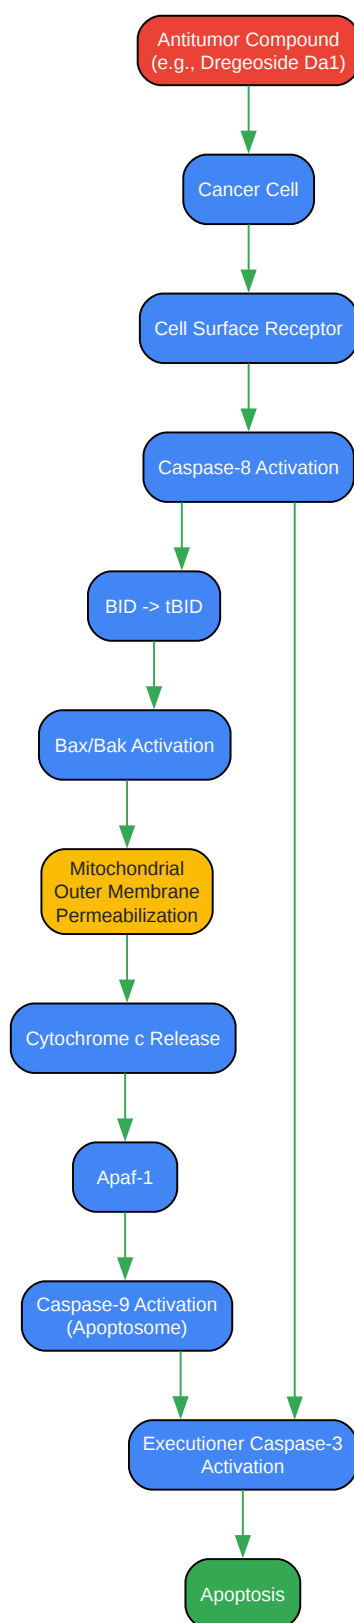 Antitumor Compound
(e.g., Dregeoside Da1)
Cancer Cell
Cell Surface Receptor
Caspase-8 Activation
BID -> tBID
Bax/Bak Activation
Mitochondrial
Outer Membrane
Permeabilization
Cytochrome c Release
Apaf-1
Caspase-9 Activation
(Apoptosome)
Executioner Caspase-3
Activation
Apoptosis